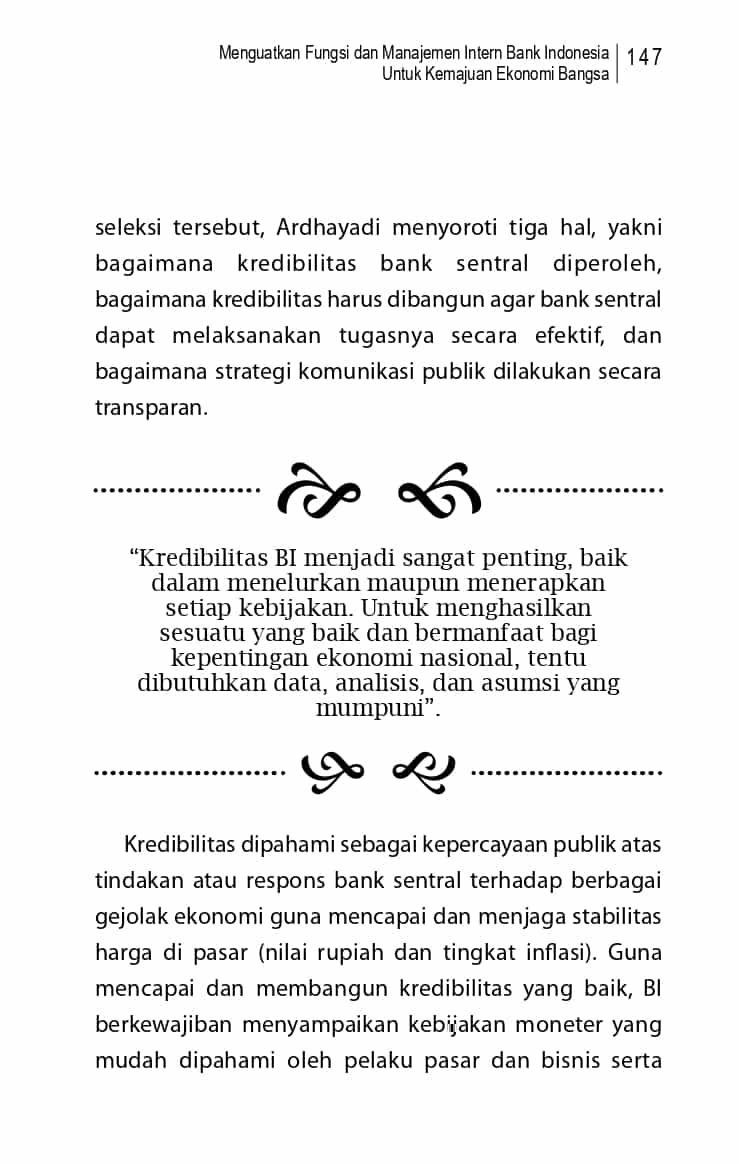 Menguatkan Fungsi dan Manajemen Intern Bank Indonesia
Untuk Kemajuan Ekonomi Bangsa
147
seleksi tersebut, Ardhayadi menyoroti tiga hal, yakni
bagaimana kredibilitas bank sentral diperoleh,
bagaimana kredibilitas harus dibangun agar bank sentral
dapat melaksanakan tugasnya secara efektif, dan
bagaimana strategi komunikasi publik dilakukan secara
transparan.
“Kredibilitas BI menjadi sangat penting, baik
dalam menelurkan maupun menerapkan
setiap kebijakan. Untuk menghasilkan
sesuatu yang baik dan bermanfaat bagi
kepentingan ekonomi nasional, tentu
dibutuhkan data, analisis, dan asumsi yang
mumpuni”.
Kredibilitas dipahami sebagai kepercayaan publik atas
tindakan atau respons bank sentral terhadap berbagai
gejolak ekonomi guna mencapai dan menjaga stabilitas
harga di pasar (nilai rupiah dan tingkat inflasi). Guna
mencapai dan membangun kredibilitas yang baik, BI
berkewajiban menyampaikan kebijakan moneter yang
mudah dipahami oleh pelaku pasar dan bisnis serta